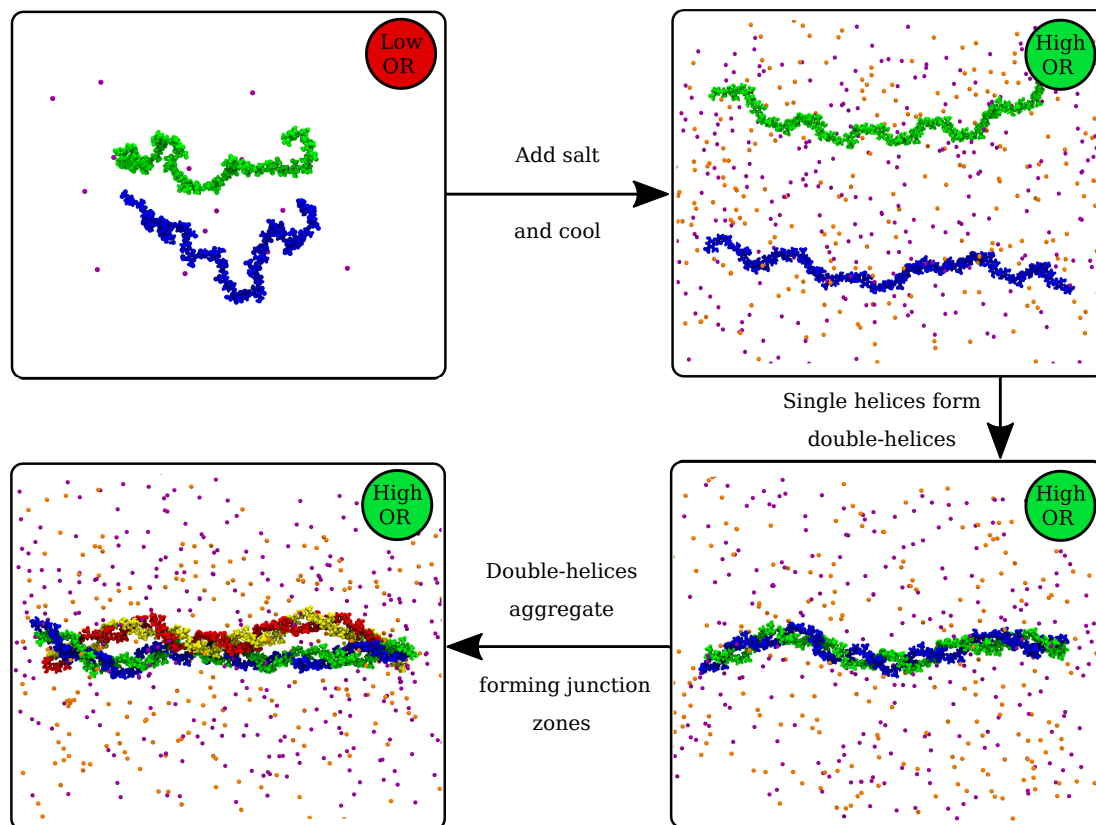 Low
OR
Add salt
and cool
High
OR
Single helices form
double-helices
High
OR
Double-helices
aggregate
forming junction
zones
High
OR